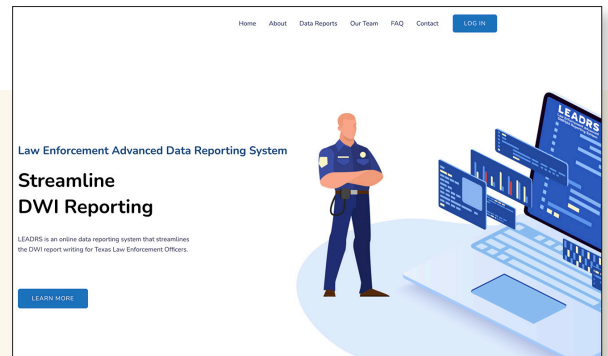 Home About Data Reports Our Team FAQ Contact LOG IN
LEADRS
Law Enforcement Advanced Data Reporting System
Streamline
DWI Reporting
LEADRS is an online data reporting system that streamlines
the DWI report writing for Texas Law Enforcement Officers.
LEARN MORE